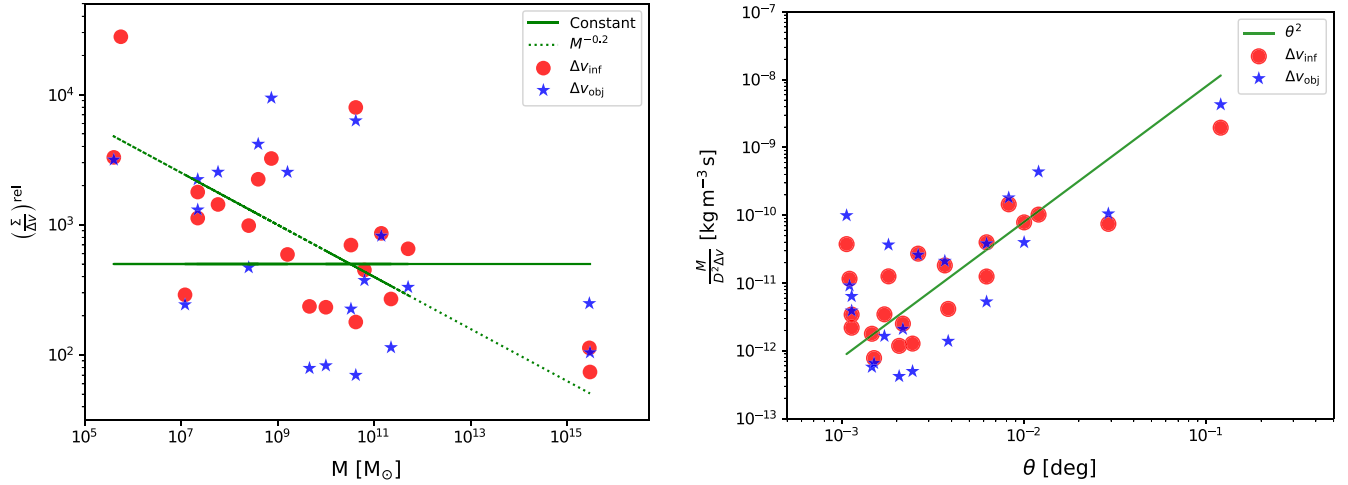 Constant
M^{-0.2}
Δv_inf
Δv_obj
10^4
10^3
10^2
(Σ/Δv)^rel
10^5 10^7 10^9 10^11 10^13 10^15
M [M_⊙]
θ^2
Δv_inf
Δv_obj
10^{-7}
10^{-8}
10^{-9}
10^{-10}
10^{-11}
10^{-12}
10^{-13}
M/(D^2Δv) [kg m^{-3} s]
10^{-3} 10^{-2} 10^{-1}
θ [deg]